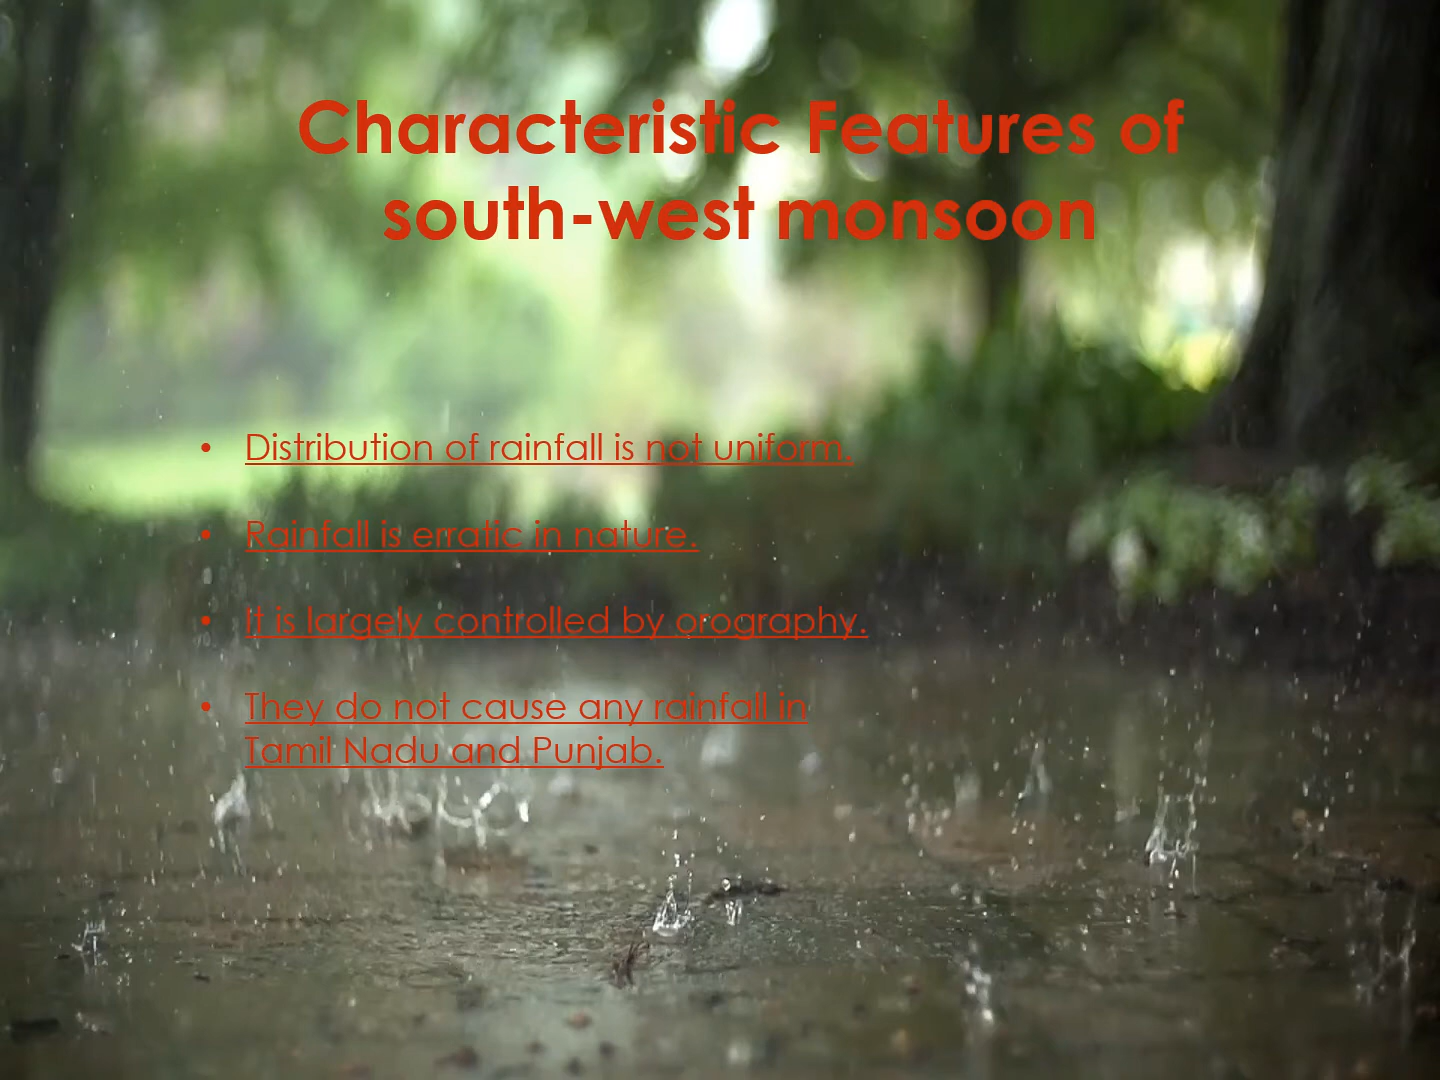 Characteristic Features of
south-west monsoon
• Distribution of rainfall is not uniform.
• Rainfall is erratic in nature.
• It is largely controlled by orography.
• They do not cause any rainfall in
Tamil Nadu and Punjab.